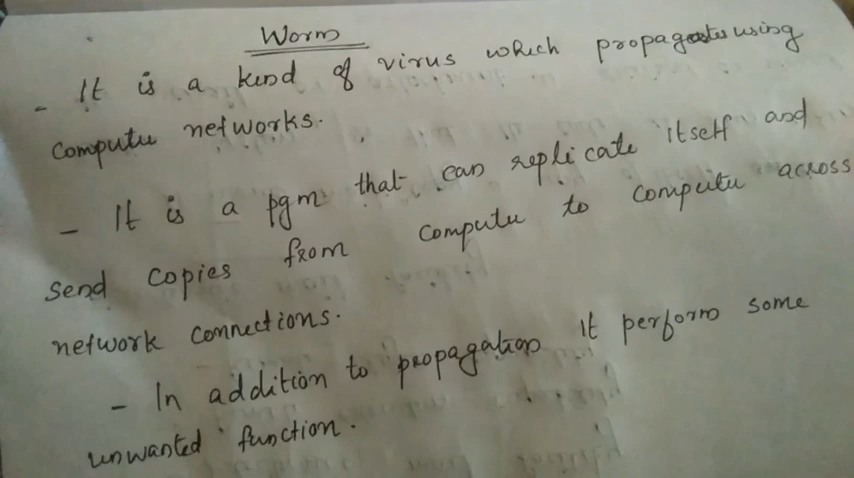 Worm
- It is a kind of virus which propagates using
computer networks.
- It is a pgm that can replicate itself and
send copies from computer to computer across
network connections.
- In addition to propagation it perform some
unwanted function.